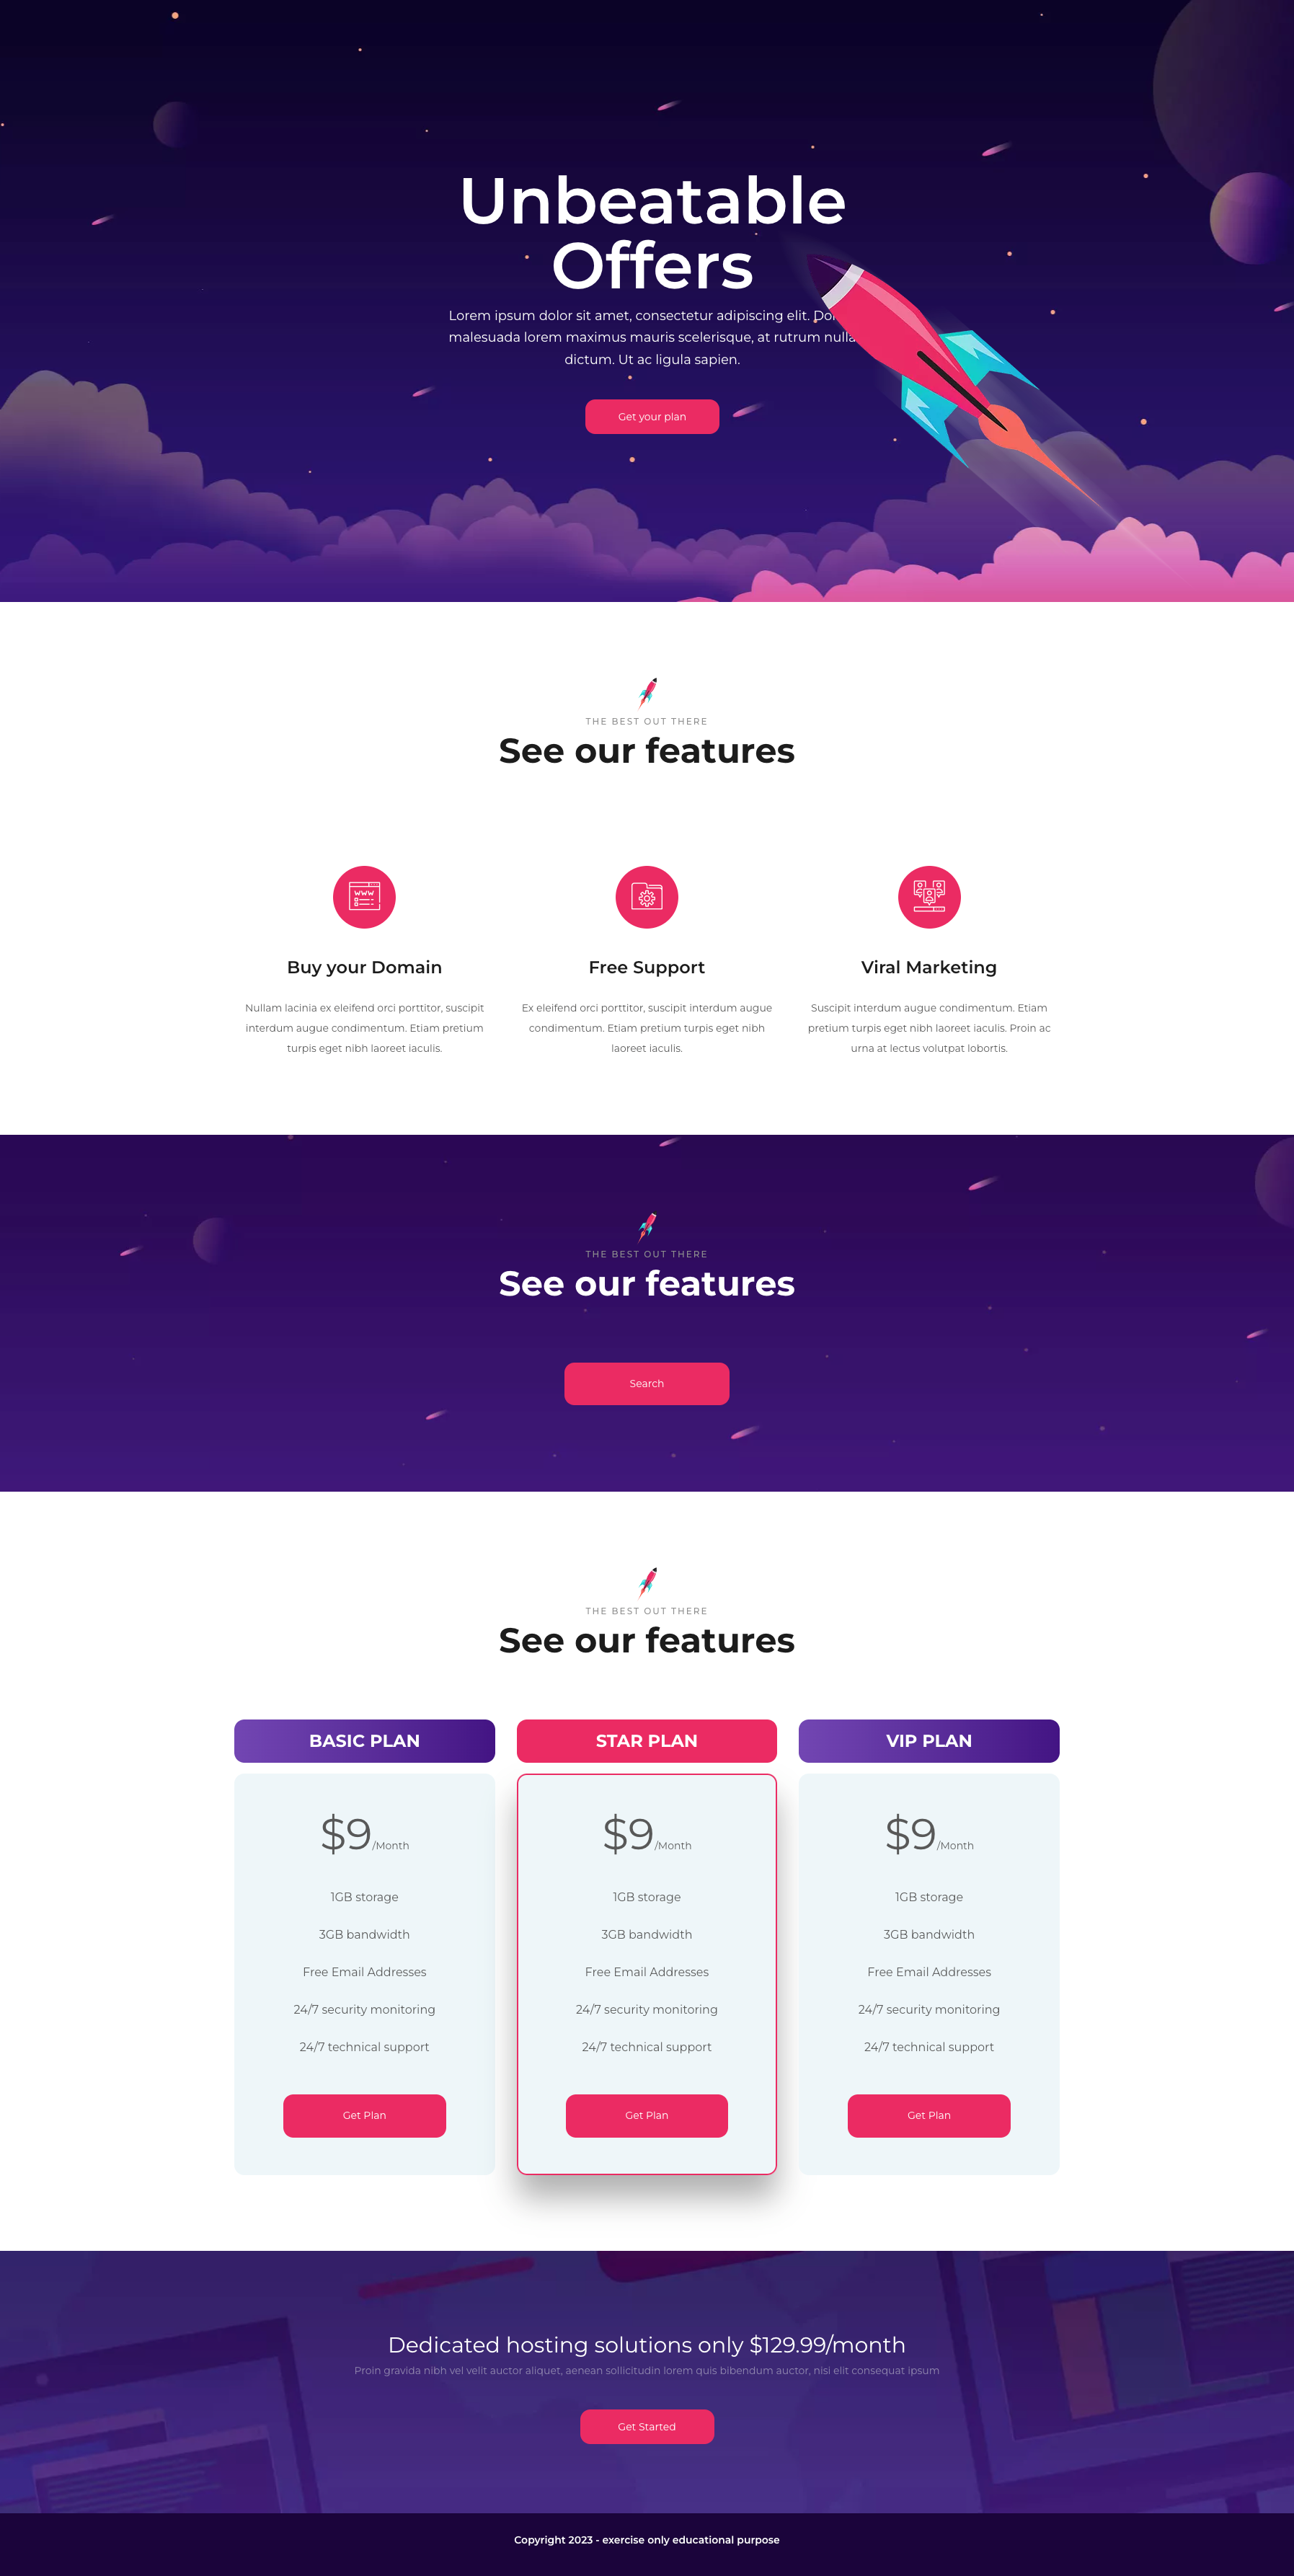 Unbeatable
Offers
Lorem ipsum dolor sit amet, consectetur adipiscing elit.
malesuada lorem maximus mauris scelerisque, at rutrum nulla
dictum. Ut ac ligula sapien.
Get your plan
THE BEST OUT THERE
See our features
WWW
Buy your Domain
Nullam lacinia ex eleifend orci porttitor, suscipit
interdum augue condimentum. Etiam pretium
turpis eget nibh laoreet iaculis.
Free Support
Ex eleifend orci porttitor, suscipit interdum augue
condimentum. Etiam pretium turpis eget nibh
laoreet iaculis.
Viral Marketing
Suscipit interdum augue condimentum. Etiam
pretium turpis eget nibh laoreet iaculis. Proin ac
urna at lectus volutpat lobortis.
THE BEST OUT THERE
See our features
Search
THE BEST OUT THERE
See our features
BASIC PLAN
$9/Month
1GB storage
3GB bandwidth
Free Email Addresses
24/7 security monitoring
24/7 technical support
Get Plan
STAR PLAN
$9/Month
1GB storage
3GB bandwidth
Free Email Addresses
24/7 security monitoring
24/7 technical support
Get Plan
VIP PLAN
$9/Month
1GB storage
3GB bandwidth
Free Email Addresses
24/7 security monitoring
24/7 technical support
Get Plan
Dedicated hosting solutions only $129.99/month
Proin gravida nibh vel velit auctor aliquet, aenean sollicitudin lorem quis bibendum auctor, nisi elit consequat ipsum
Get Started
Copyright 2023 - exercise only educational purpose